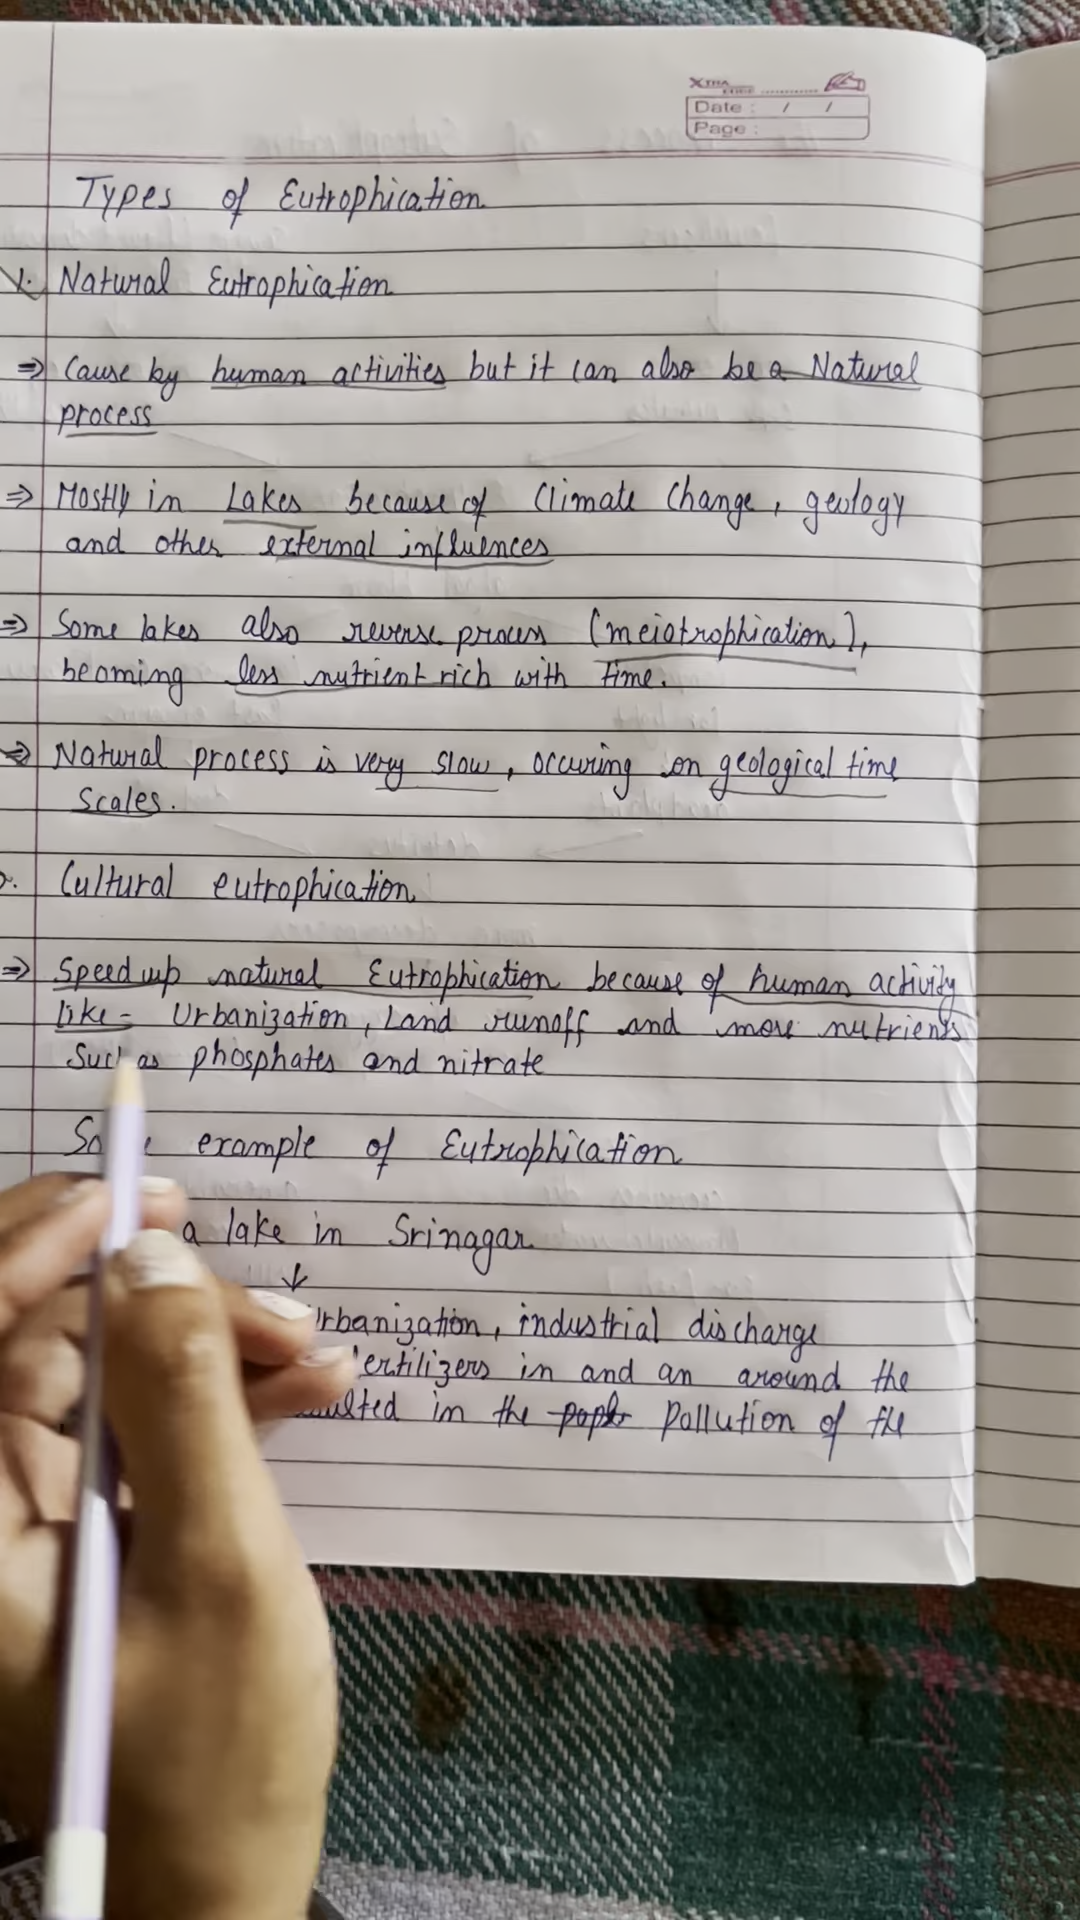 XTRA
Date : / /
Page :
Types of Eutrophication
1. Natural Eutrophication
⇒ Cause by human activities but it can also be a Natural
process
⇒ Mostly in Lakes because of Climate Change, geology
and other external influences
⇒ Some lakes also reverse process (meiotrophication),
beoming less nutrient rich with time.
⇒ Natural process is very slow, occuring on geological time
Scales.
Cultural eutrophication
⇒ Speed up natural Eutrophication because of human activity
like - Urbanization, Land runoff and more nutrients
Such as phosphates and nitrate
example of Eutrophication
a lake in Srinagar
↓
Urbanization, industrial discharge
fertilizers in and an around the
in the Pollution of the